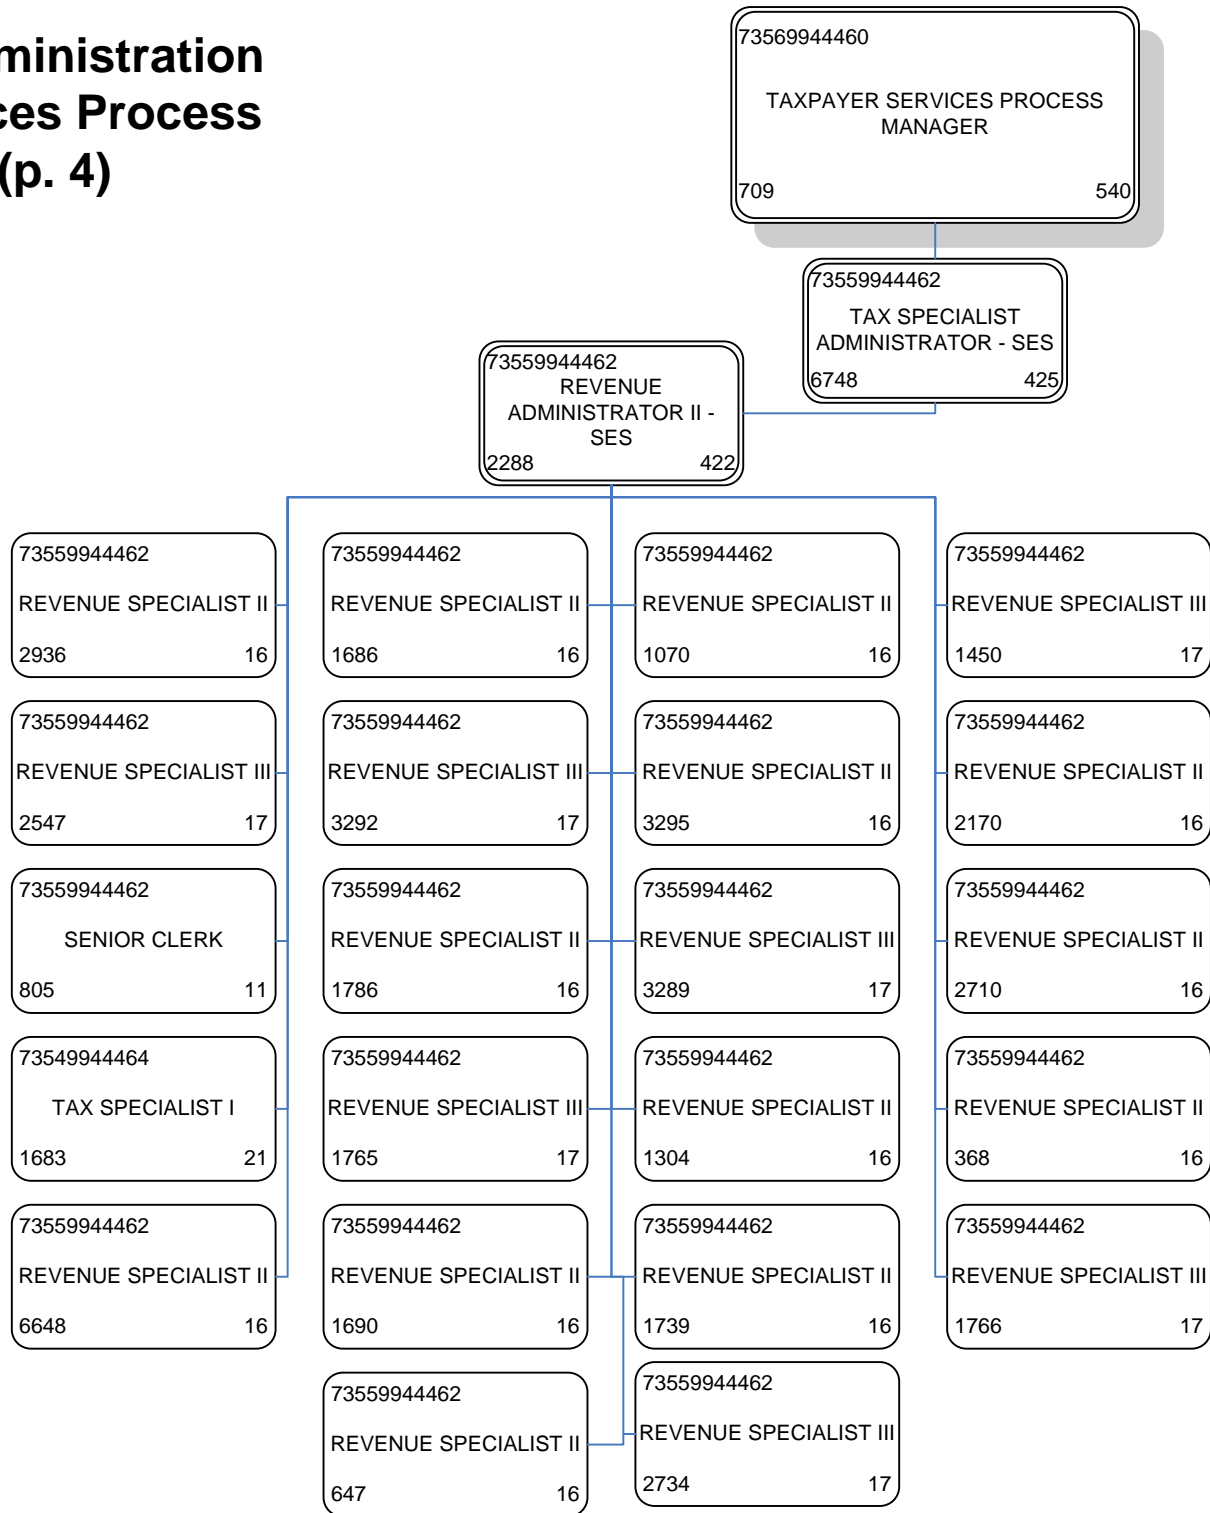 ministration
ces Process
(p. 4)
73569944460
TAXPAYER SERVICES PROCESS
MANAGER
709 540
73559944462
TAX SPECIALIST
ADMINISTRATOR - SES
6748 425
73559944462
REVENUE
ADMINISTRATOR II -
SES
2288 422
73559944462
REVENUE SPECIALIST II
2936 16
73559944462
REVENUE SPECIALIST II
1686 16
73559944462
REVENUE SPECIALIST II
1070 16
73559944462
REVENUE SPECIALIST III
1450 17
73559944462
REVENUE SPECIALIST III
2547 17
73559944462
REVENUE SPECIALIST III
3292 17
73559944462
REVENUE SPECIALIST II
3295 16
73559944462
REVENUE SPECIALIST II
2170 16
73559944462
SENIOR CLERK
805 11
73559944462
REVENUE SPECIALIST II
1786 16
73559944462
REVENUE SPECIALIST III
3289 17
73559944462
REVENUE SPECIALIST II
2710 16
73549944464
TAX SPECIALIST I
1683 21
73559944462
REVENUE SPECIALIST III
1765 17
73559944462
REVENUE SPECIALIST II
1304 16
73559944462
REVENUE SPECIALIST II
368 16
73559944462
REVENUE SPECIALIST II
6648 16
73559944462
REVENUE SPECIALIST II
1690 16
73559944462
REVENUE SPECIALIST II
1739 16
73559944462
REVENUE SPECIALIST III
1766 17
73559944462
REVENUE SPECIALIST II
647 16
73559944462
REVENUE SPECIALIST III
2734 17